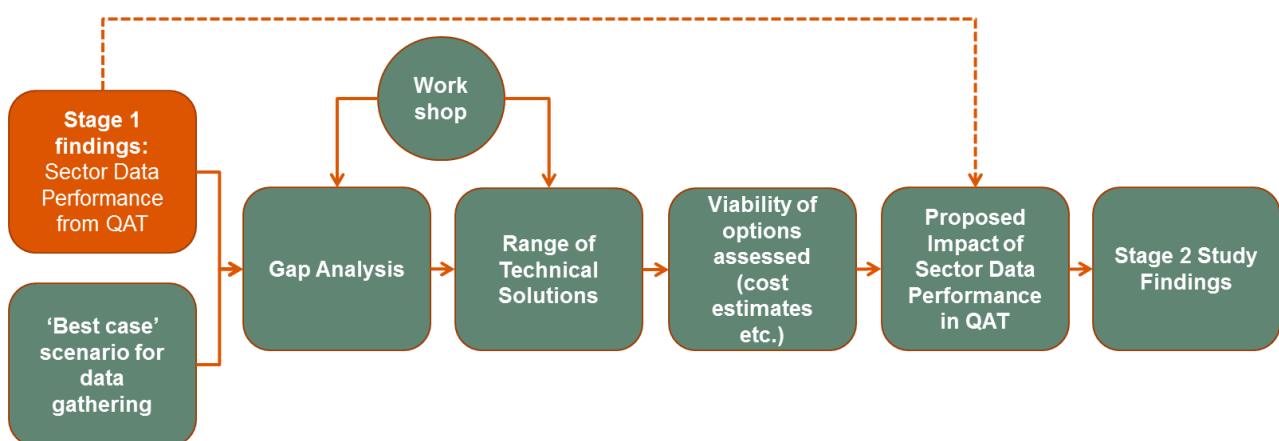 Work
shop
Stage 1
findings:
Sector Data
Performance
from QAT
‘Best case’
scenario for
data
gathering
Gap Analysis
Range of
Technical
Solutions
Viability of
options
assessed
(cost
estimates
etc.)
Proposed
Impact of
Sector Data
Performance
in QAT
Stage 2 Study
Findings